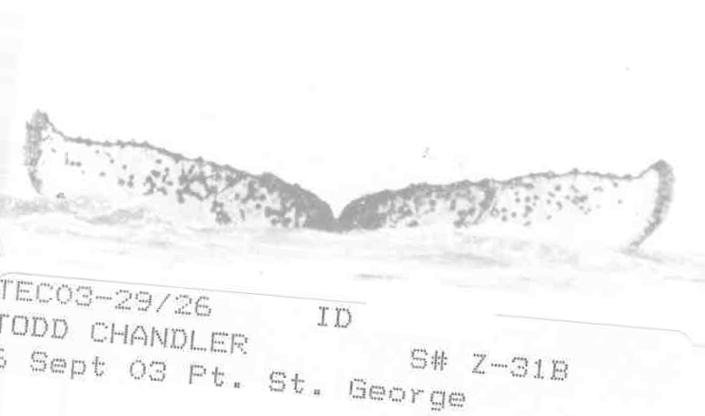 TEC03-29/26
ID
TODD CHANDLER
S# Z-31B
Sept 03 Pt. St. George